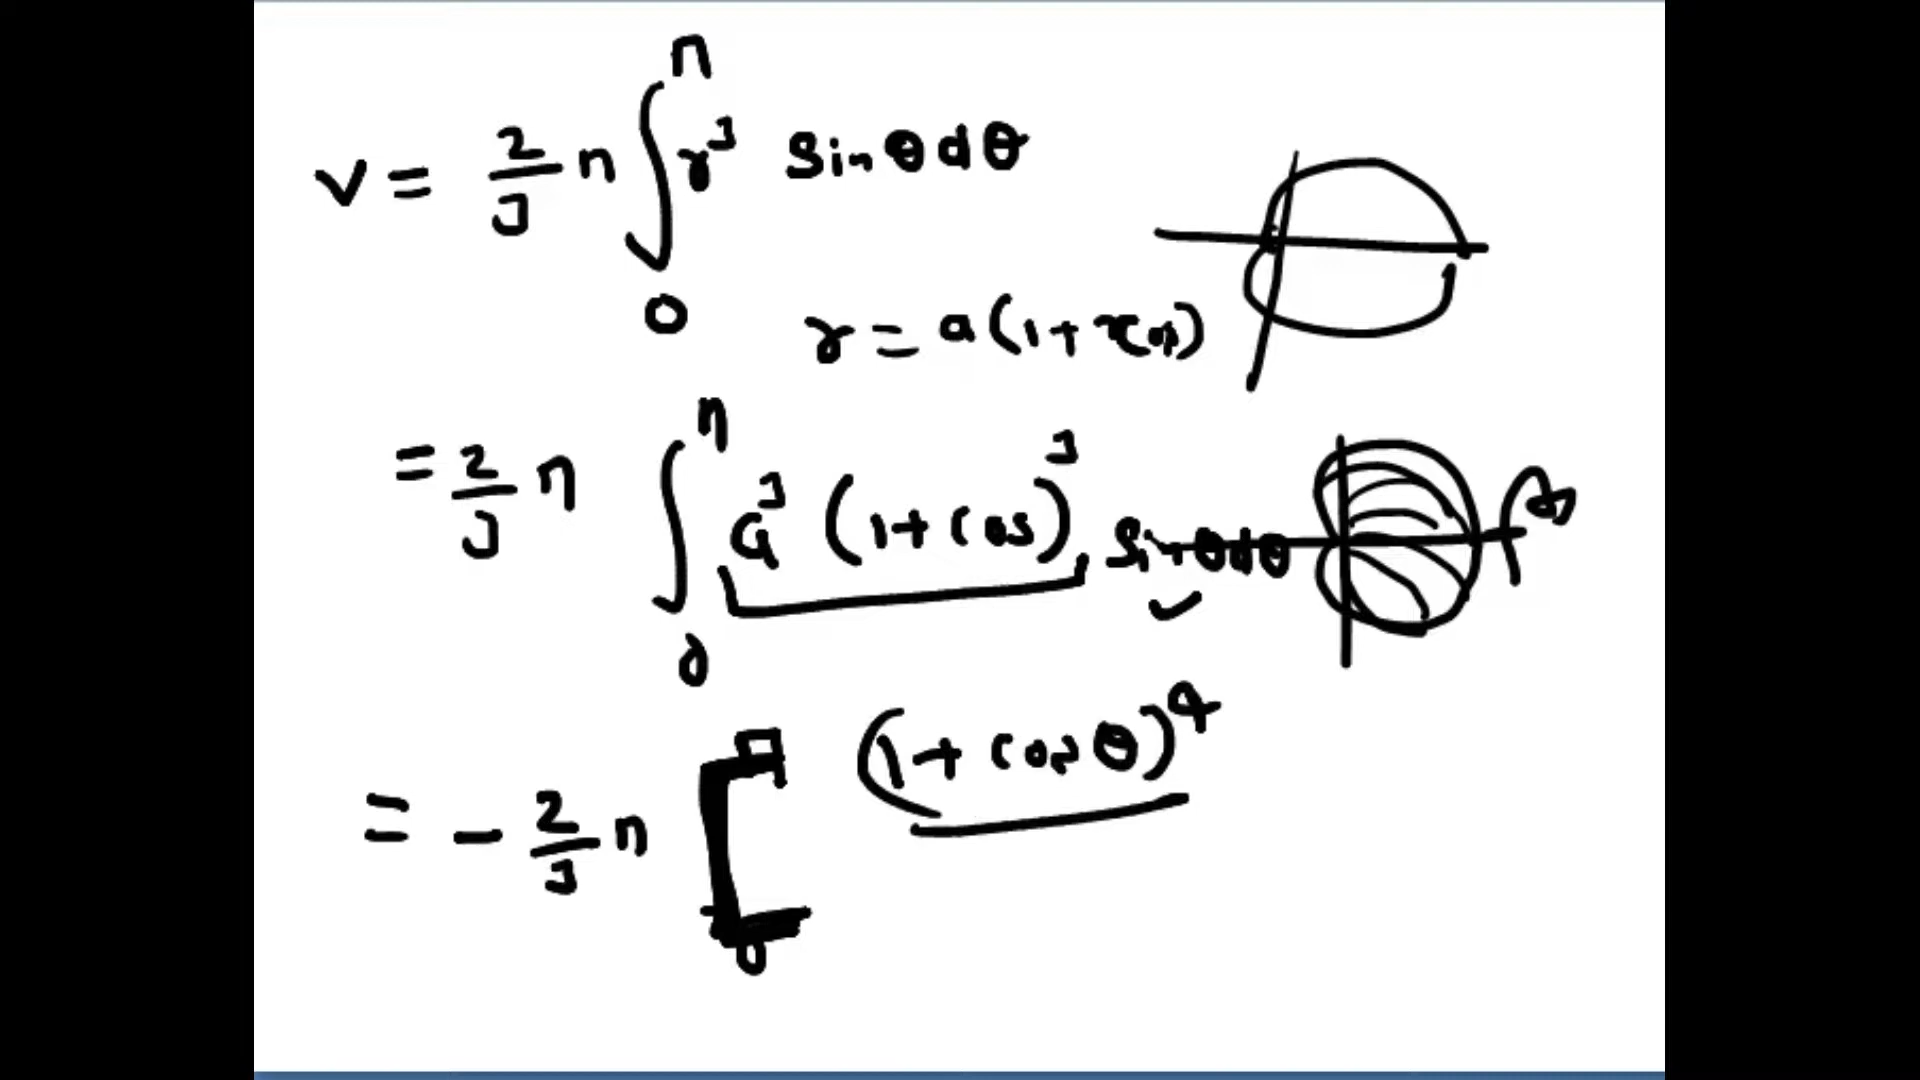 V = 2/3 π ∫₀^π r³ sinθ dθ
r = a(1 + cos)
= 2/3 π ∫₀^π a³ (1 + cos)³ sinθdθ
= - 2/3 π [₀^π (1 + cosθ)⁴